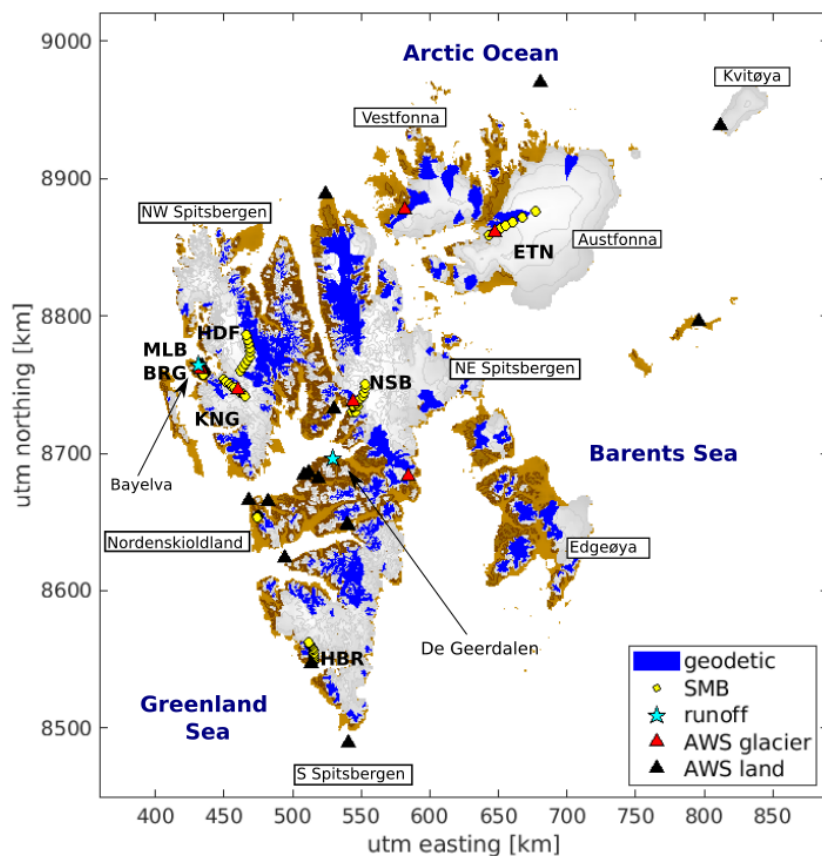 9000
8900
8800
8700
8600
8500
utm northing [km]
Arctic Ocean
Kvitøya
Vestfonna
NW Spitsbergen
Austfonna
ETN
HDF
MLB
BRG
NSB
NE Spitsbergen
KNG
Barents Sea
Bayelva
Nordenskioldland
Edgeøya
De Geerdalen
HBR
Greenland
Sea
S Spitsbergen
geodetic
SMB
runoff
AWS glacier
AWS land
400 450 500 550 600 650 700 750 800 850
utm easting [km]